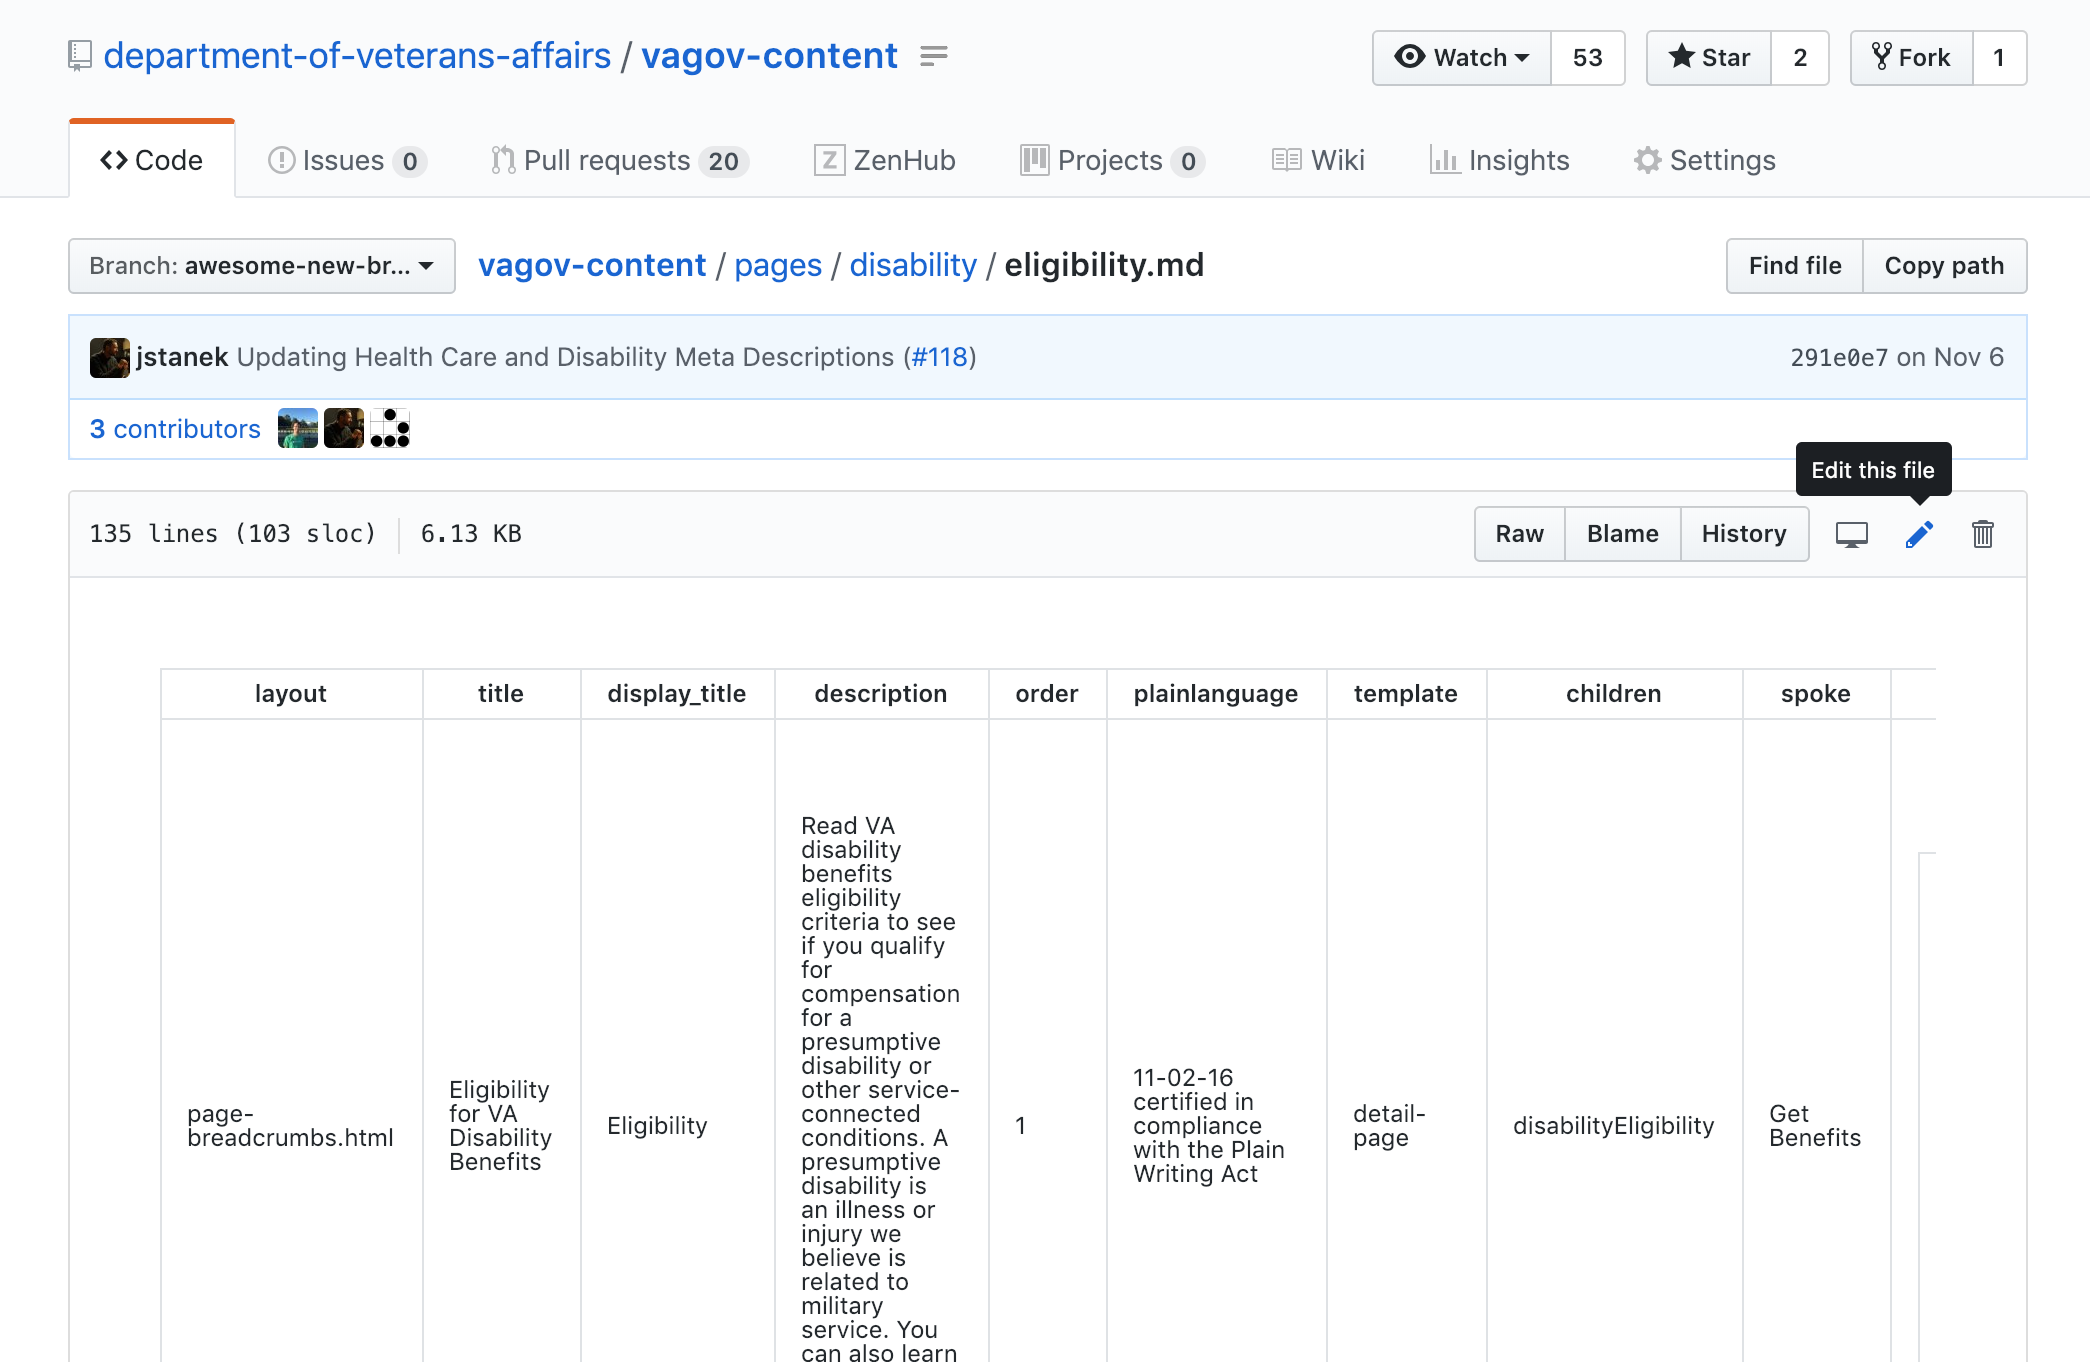 department-of-veterans-affairs / vagov-content
Watch 53 Star 2 Fork 1
Code Issues 0 Pull requests 20 ZenHub Projects 0 Wiki Insights Settings
Branch: awesome-new-br... vagov-content / pages / disability / eligibility.md Find file Copy path
jstanek Updating Health Care and Disability Meta Descriptions (#118) 291e0e7 on Nov 6
3 contributors
Edit this file
135 lines (103 sloc) 6.13 KB Raw Blame History
layout title display_title description order plainlanguage template children spoke
page-
breadcrumbs.html
Eligibility
for VA
Disability
Benefits
Eligibility
Read VA
disability
benefits
eligibility
criteria to see
if you qualify
for
compensation
for a
presumptive
disability or
other service-
connected
conditions. A
presumptive
disability is
an illness or
injury we
believe is
related to
military
service. You
can also learn
1
11-02-16
certified in
compliance
with the Plain
Writing Act
detail-
page
disabilityEligibility
Get
Benefits